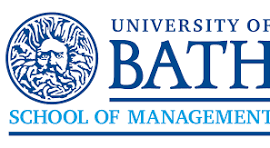 UNIVERSITY OF
BATH
SCHOOL OF MANAGEMENT